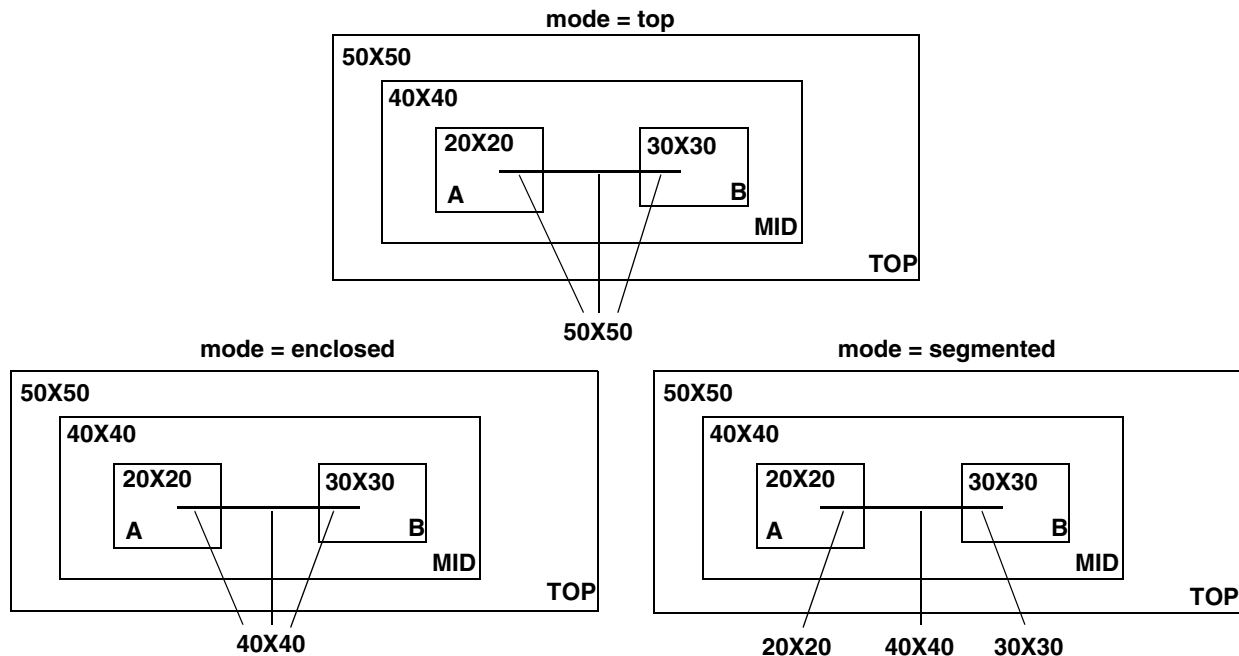 mode = top
50X50
40X40
20X20
30X30
A
B
MID
TOP
50X50
mode = enclosed
50X50
40X40
20X20
30X30
A
B
MID
TOP
40X40
mode = segmented
50X50
40X40
20X20
30X30
A
B
MID
TOP
20X20 40X40 30X30